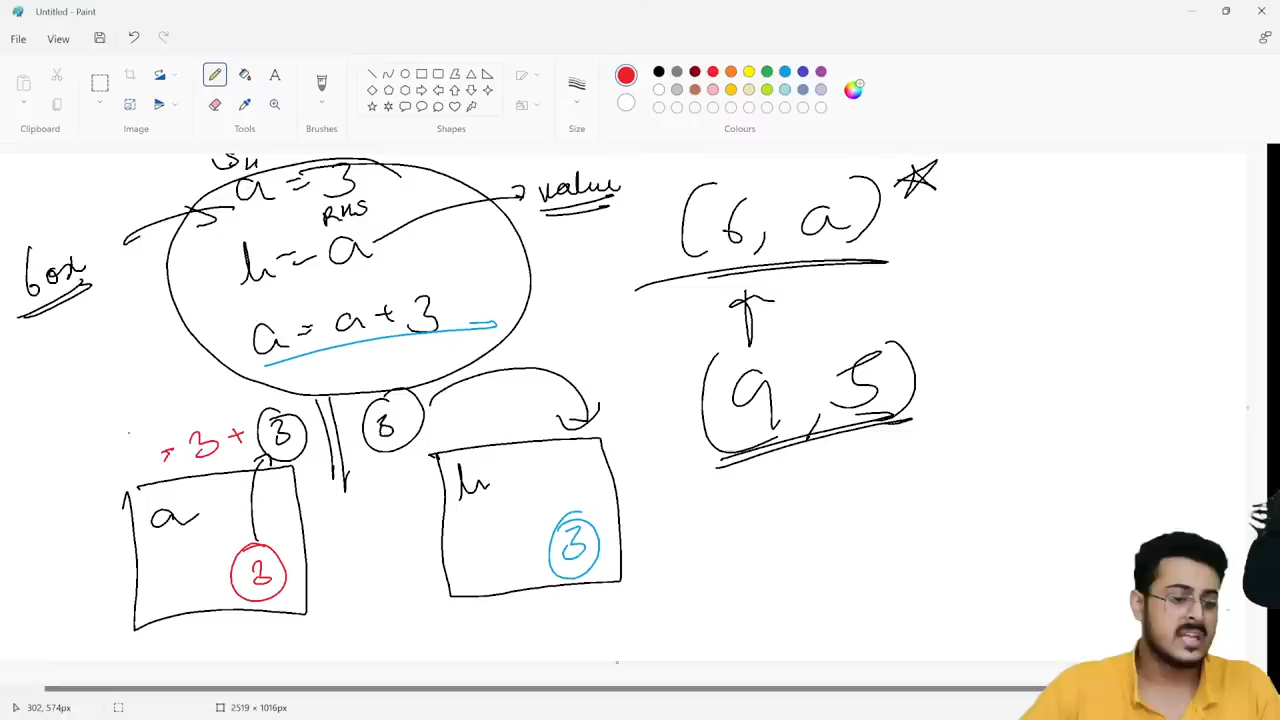 Untitled - Paint
File
View
Clipboard
Image
Tools
Brushes
Shapes
Size
Colours
a = 3
RHS
value
box
h = a
a = a + 3
(6, a)
(9, 5)
= 3 + 3
3
a
3
h
3
302, 574px
2519 × 1016px